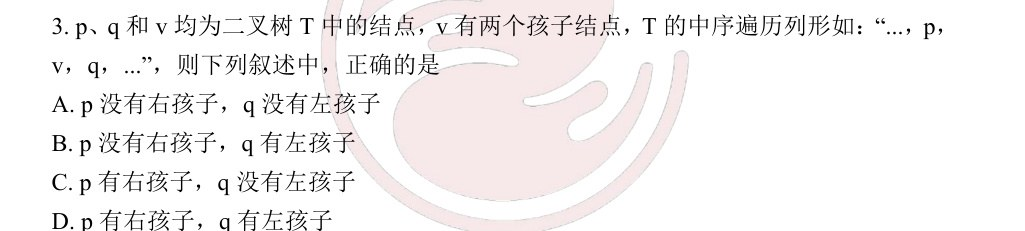 3. p、q 和 v 均为二叉树 T 中的结点，v 有两个孩子结点，T 的中序遍历列形如：“...，p，
v，q，...”，则下列叙述中，正确的是
A. p 没有右孩子，q 没有左孩子
B. p 没有右孩子，q 有左孩子
C. p 有右孩子，q 没有左孩子
D. p 有右孩子，q 有左孩子